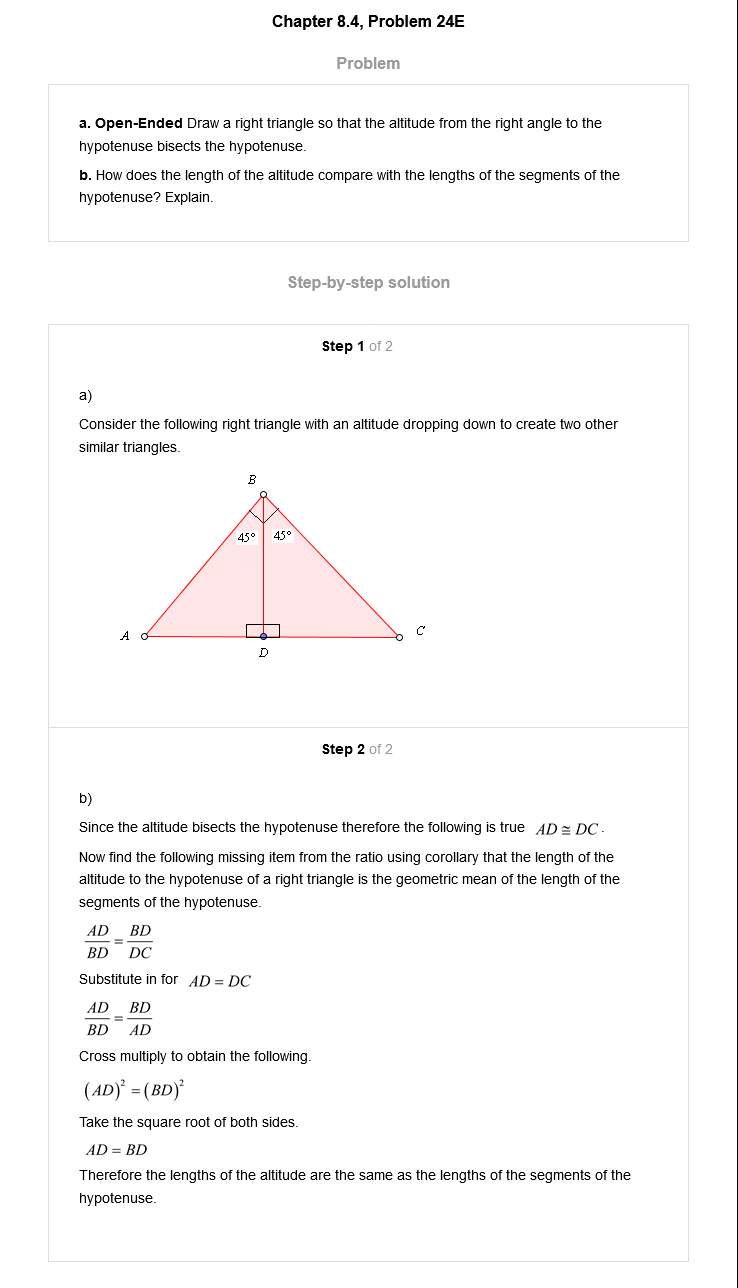 Chapter 8.4, Problem 24E
Problem
a. Open-Ended Draw a right triangle so that the altitude from the right angle to the
hypotenuse bisects the hypotenuse.
b. How does the length of the altitude compare with the lengths of the segments of the
hypotenuse? Explain.
Step-by-step solution
Step 1 of 2
a)
Consider the following right triangle with an altitude dropping down to create two other
similar triangles.
B
45° 45°
A C
D
Step 2 of 2
b)
Since the altitude bisects the hypotenuse therefore the following is true AD ≅ DC.
Now find the following missing item from the ratio using corollary that the length of the
altitude to the hypotenuse of a right triangle is the geometric mean of the length of the
segments of the hypotenuse.
AD/BD = BD/DC
Substitute in for AD = DC
AD/BD = BD/AD
Cross multiply to obtain the following.
(AD)² = (BD)²
Take the square root of both sides.
AD = BD
Therefore the lengths of the altitude are the same as the lengths of the segments of the
hypotenuse.